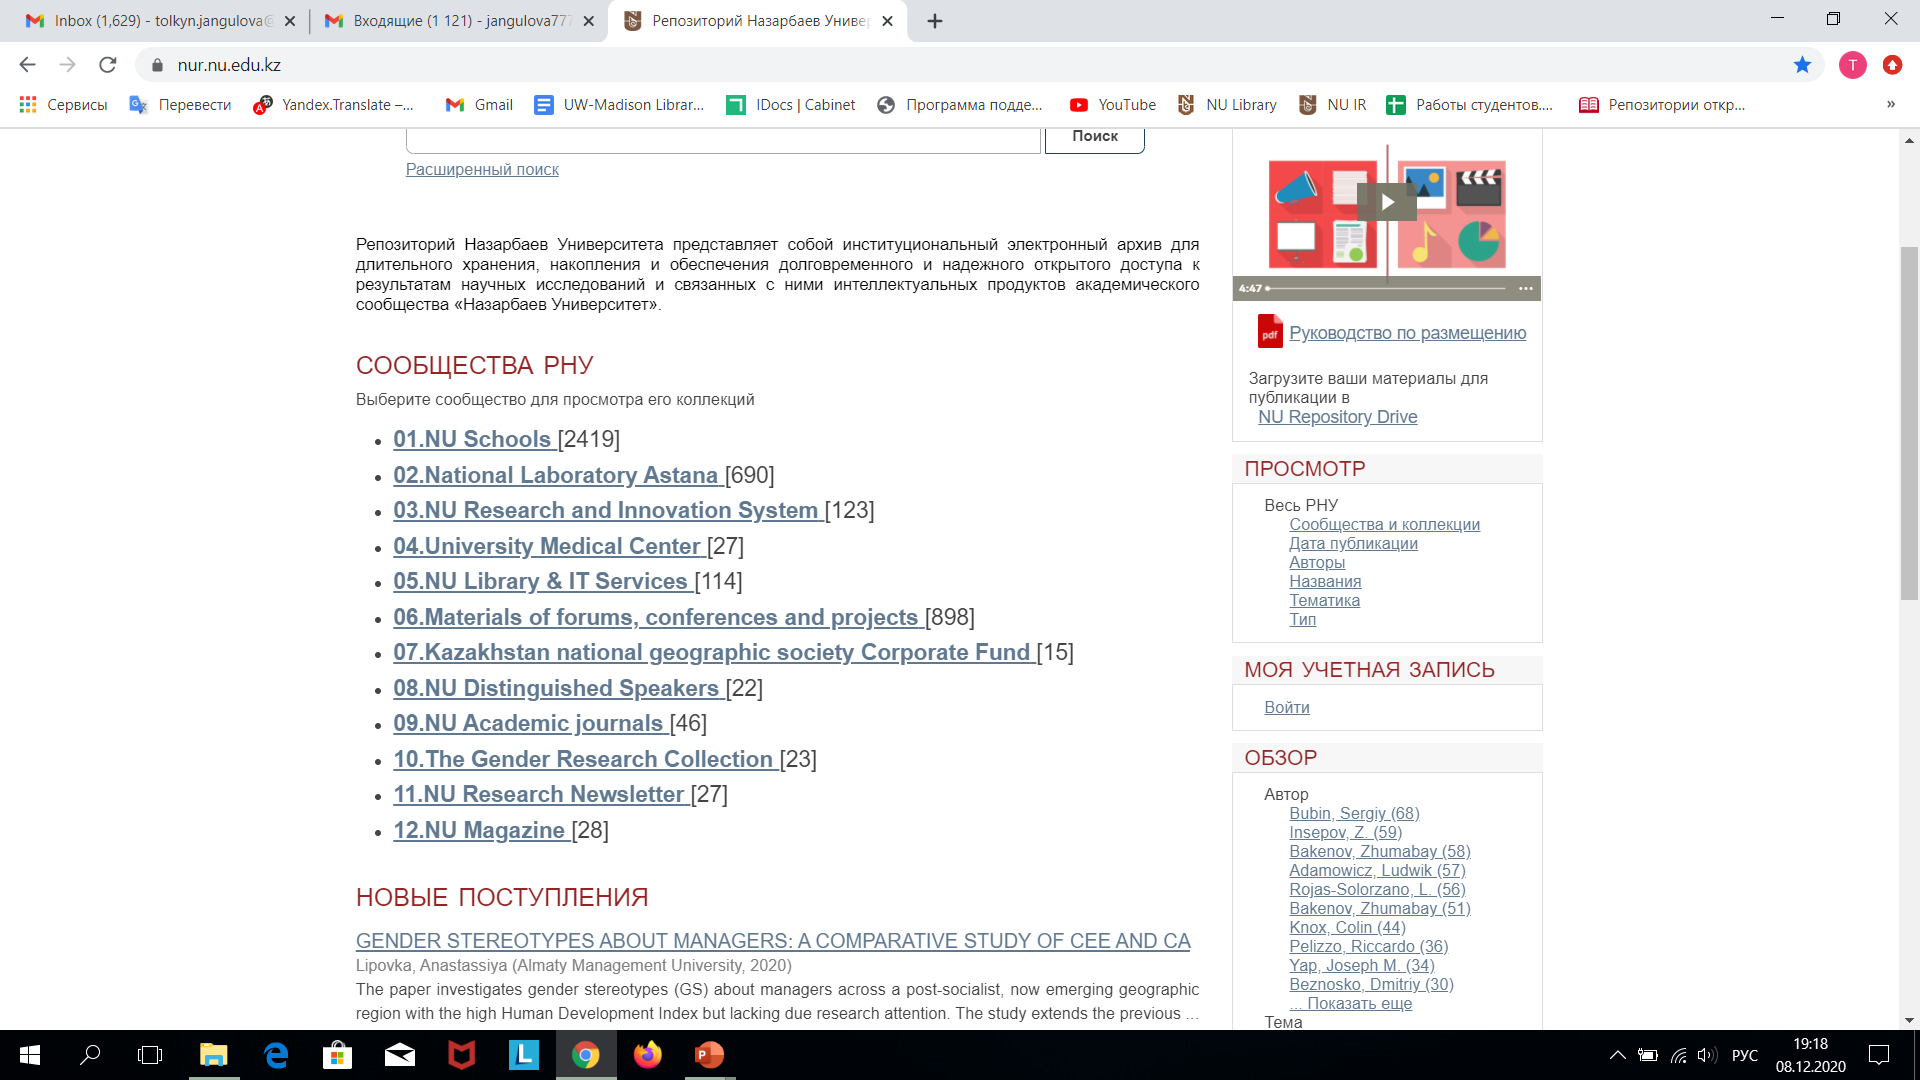 Inbox (1,629) - tolkyn.jangulova@
Входящие (1 121) - jangulova777
Репозиторий Назарбаев Универ
nur.nu.edu.kz
T
Сервисы
Перевести
Yandex.Translate –...
Gmail
UW-Madison Librar...
IDocs | Cabinet
Программа подде...
YouTube
NU Library
NU IR
Работы студентов....
Репозитории откр...
»
Поиск
Расширенный поиск
Репозиторий Назарбаев Университета представляет собой институциональный электронный архив для
длительного хранения, накопления и обеспечения долговременного и надежного открытого доступа к
результатам научных исследований и связанных с ними интеллектуальных продуктов академического
сообщества «Назарбаев Университет».
СООБЩЕСТВА РНУ
Выберите сообщество для просмотра его коллекций
01.NU Schools [2419]
02.National Laboratory Astana [690]
03.NU Research and Innovation System [123]
04.University Medical Center [27]
05.NU Library & IT Services [114]
06.Materials of forums, conferences and projects [898]
07.Kazakhstan national geographic society Corporate Fund [15]
08.NU Distinguished Speakers [22]
09.NU Academic journals [46]
10.The Gender Research Collection [23]
11.NU Research Newsletter [27]
12.NU Magazine [28]
НОВЫЕ ПОСТУПЛЕНИЯ
GENDER STEREOTYPES ABOUT MANAGERS: A COMPARATIVE STUDY OF CEE AND CA
Lipovka, Anastassiya (Almaty Management University, 2020)
The paper investigates gender stereotypes (GS) about managers across a post-socialist, now emerging geographic
region with the high Human Development Index but lacking due research attention. The study extends the previous ...
4:47
pdf
Руководство по размещению
Загрузите ваши материалы для
публикации в
NU Repository Drive
ПРОСМОТР
Весь РНУ
Сообщества и коллекции
Дата публикации
Авторы
Названия
Тематика
Тип
МОЯ УЧЕТНАЯ ЗАПИСЬ
Войти
ОБЗОР
Автор
Bubin, Sergiy (68)
Insepov, Z. (59)
Bakenov, Zhumabay (58)
Adamowicz, Ludwik (57)
Rojas-Solorzano, L. (56)
Bakenov, Zhumabay (51)
Knox, Colin (44)
Pelizzo, Riccardo (36)
Yap, Joseph M. (34)
Beznosko, Dmitriy (30)
... Показать еще
Тема
L
P
РУС
19:18
08.12.2020